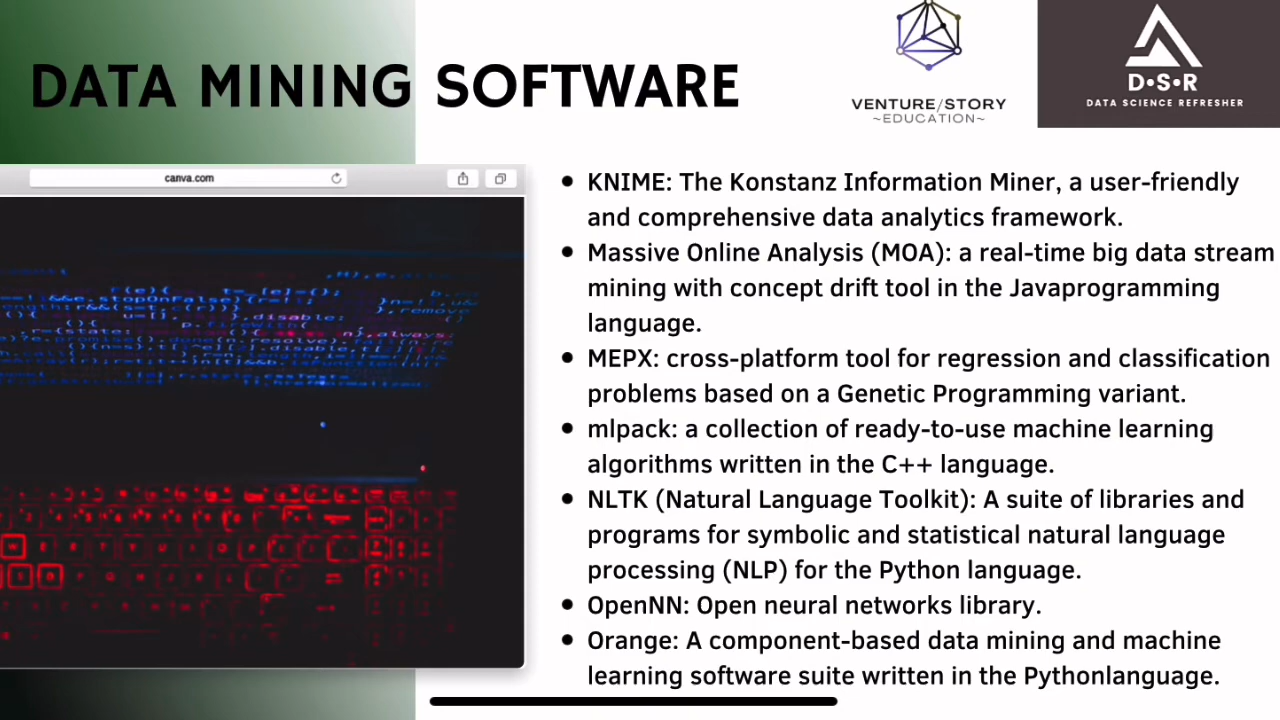 DATA MINING SOFTWARE
VENTURE/STORY
~EDUCATION~
D•S•R
DATA SCIENCE REFRESHER
canva.com
• KNIME: The Konstanz Information Miner, a user-friendly
and comprehensive data analytics framework.
• Massive Online Analysis (MOA): a real-time big data stream
mining with concept drift tool in the Javaprogramming
language.
• MEPX: cross-platform tool for regression and classification
problems based on a Genetic Programming variant.
• mlpack: a collection of ready-to-use machine learning
algorithms written in the C++ language.
• NLTK (Natural Language Toolkit): A suite of libraries and
programs for symbolic and statistical natural language
processing (NLP) for the Python language.
• OpenNN: Open neural networks library.
• Orange: A component-based data mining and machine
learning software suite written in the Pythonlanguage.